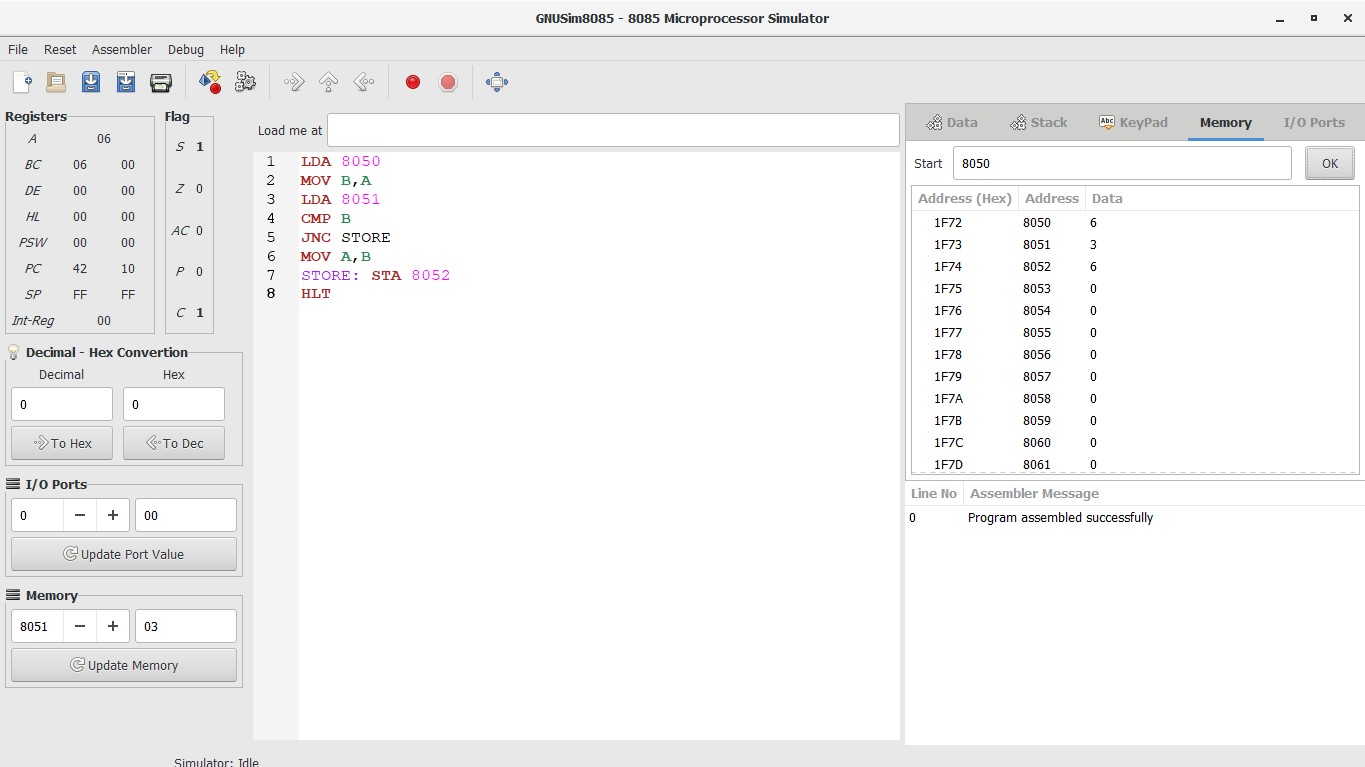 GNUSim8085 - 8085 Microprocessor Simulator
File Reset Assembler Debug Help
Registers
A 06
BC 06 00
DE 00 00
HL 00 00
PSW 00 00
PC 42 10
SP FF FF
Int-Reg 00
Flag
S 1
Z 0
AC 0
P 0
C 1
Decimal - Hex Convertion
Decimal Hex
0 0
To Hex To Dec
I/O Ports
0 00
Update Port Value
Memory
8051 03
Update Memory
Load me at
1 LDA 8050
2 MOV B,A
3 LDA 8051
4 CMP B
5 JNC STORE
6 MOV A,B
7 STORE: STA 8052
8 HLT
Data Stack Abc KeyPad Memory I/O Ports
Start 8050 OK
Address (Hex) Address Data
1F72 8050 6
1F73 8051 3
1F74 8052 6
1F75 8053 0
1F76 8054 0
1F77 8055 0
1F78 8056 0
1F79 8057 0
1F7A 8058 0
1F7B 8059 0
1F7C 8060 0
1F7D 8061 0
Line No Assembler Message
0 Program assembled successfully
Simulator: Idle